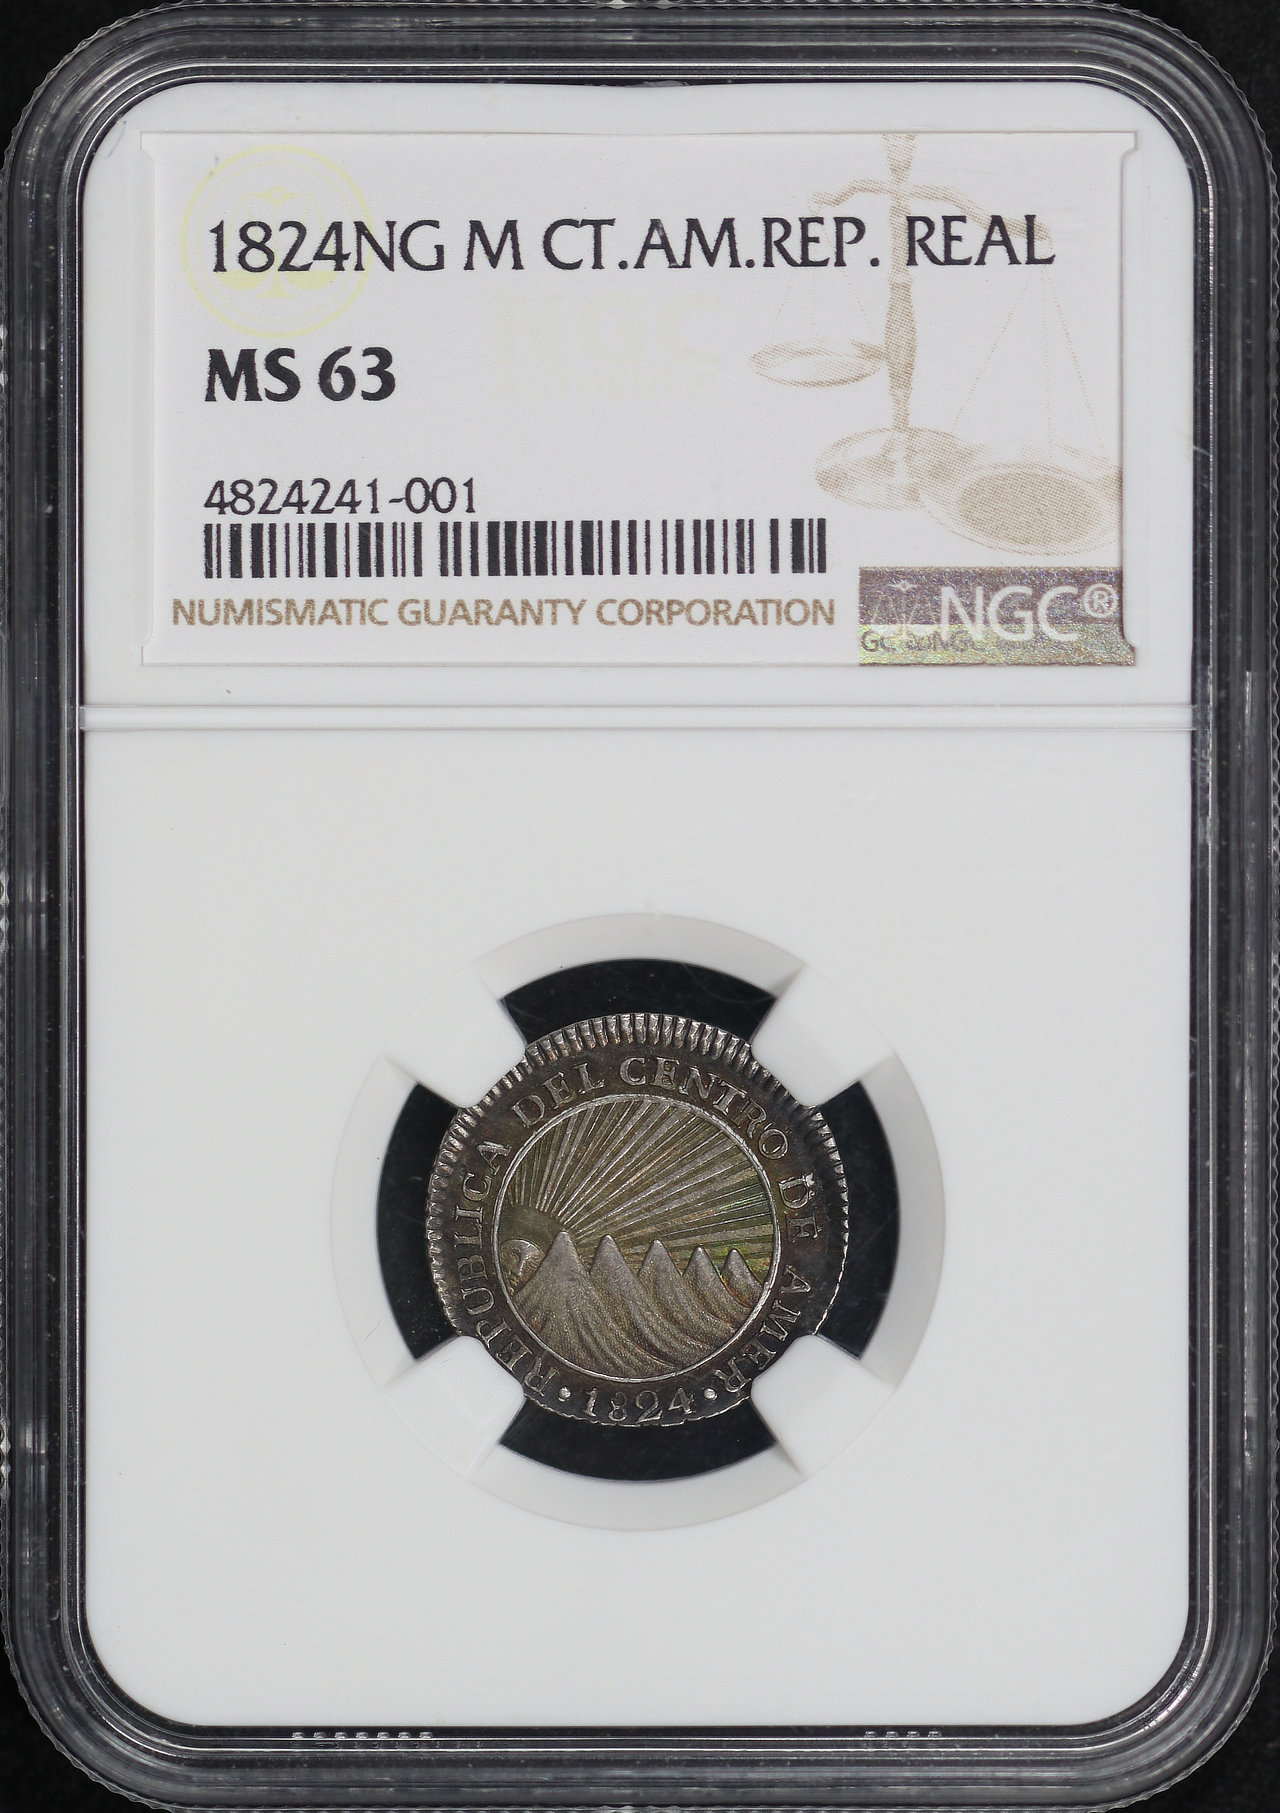 1824NG M CT.AM.REP. REAL
MS 63
4824241-001
NUMISMATIC GUARANTY CORPORATION
NGC®
REPUBLICA DEL CENTRO DE AMER
· 1824 ·